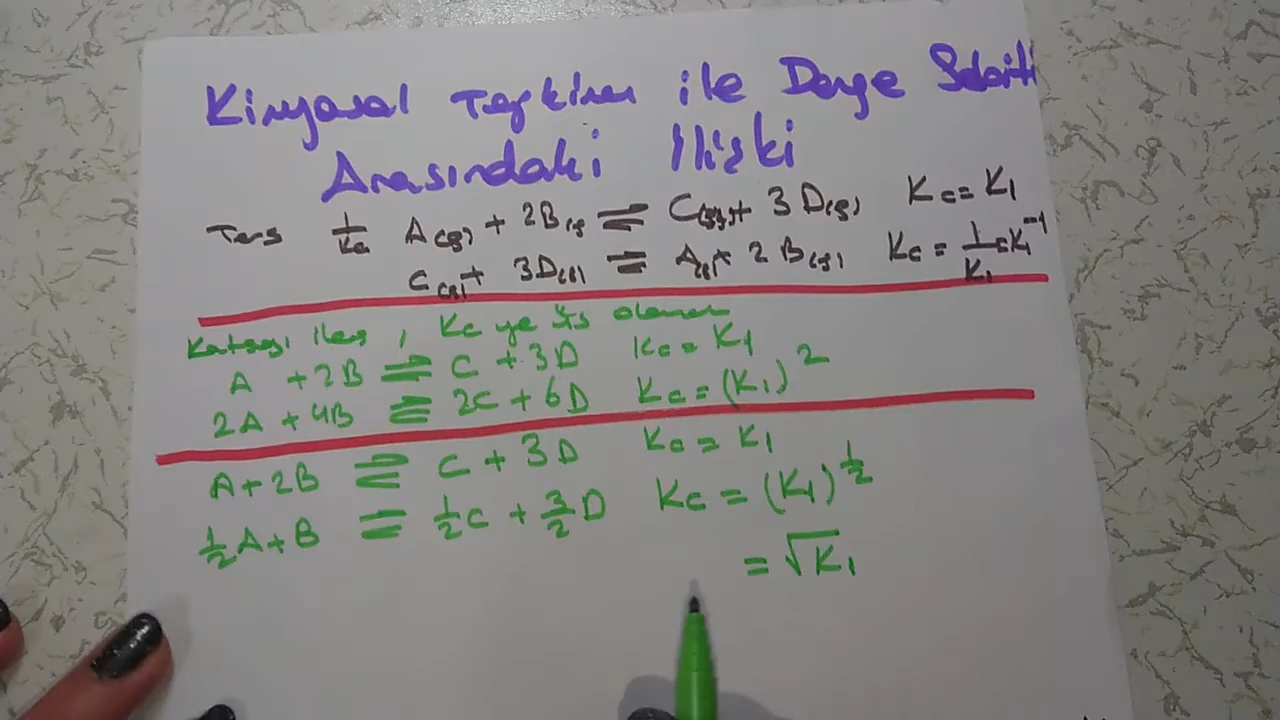 Kimyasal Tepkime ile Denge Sabiti
Arasındaki İlişki
Ters 1/Kc A(g) + 2B(g) ⇌ C(g) + 3D(g) Kc = K1
C(g) + 3D(g) ⇌ A(g) + 2B(g) Kc = 1/K1 = K1^-1
Katsayı ile , Kc ye üs olarak
A + 2B ⇌ C + 3D Kc = K1
2A + 4B ⇌ 2C + 6D Kc = (K1)^2
A + 2B ⇌ C + 3D Kc = K1
1/2A + B ⇌ 1/2C + 3/2D Kc = (K1)^1/2
= √K1